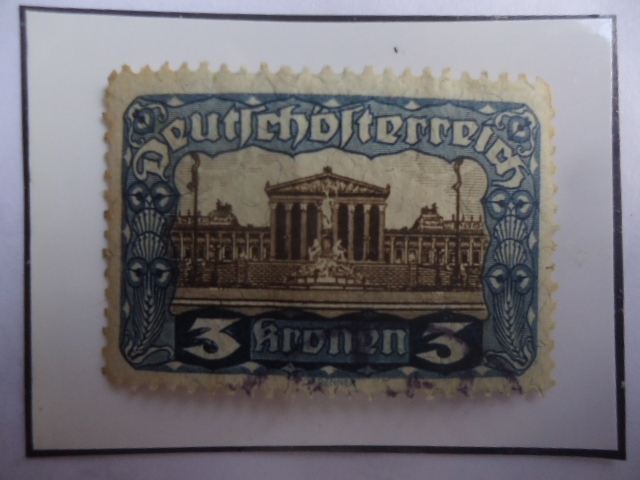 Deutschösterreich
3 Kronen 3